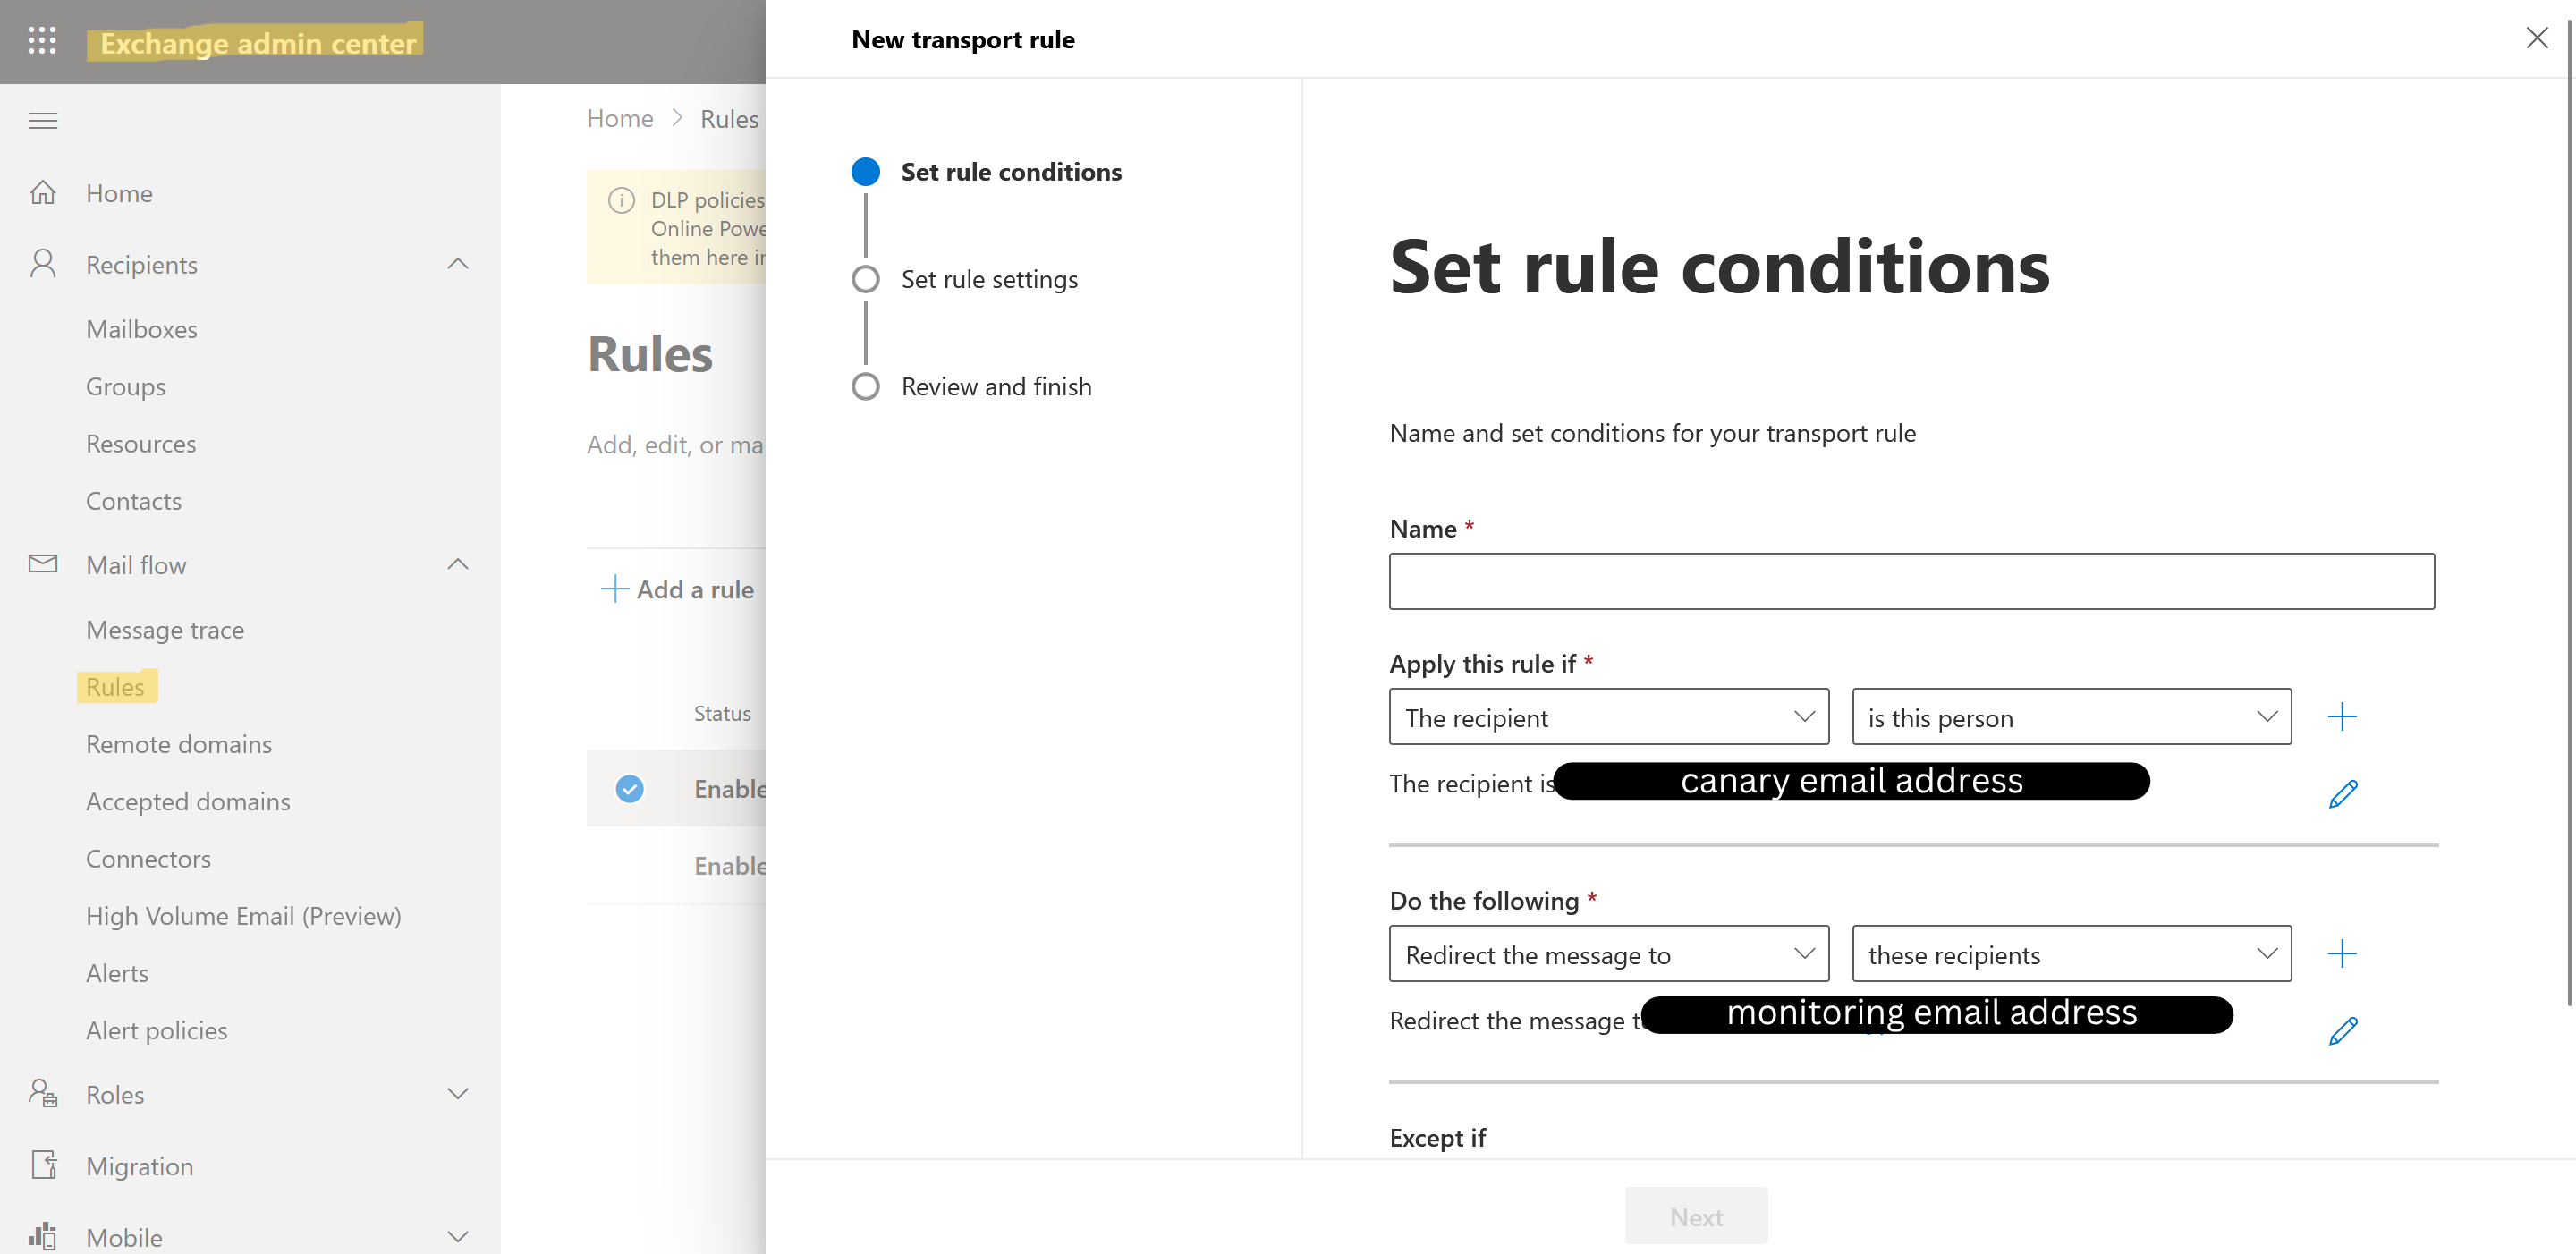 Exchange admin center
Home
Recipients
Mailboxes
Groups
Resources
Contacts
Mail flow
Message trace
Rules
Remote domains
Accepted domains
Connectors
High Volume Email (Preview)
Alerts
Alert policies
Roles
Migration
Mobile
Home > Rules
DLP policies
Online Powe
them here in
Rules
Add, edit, or ma
Add a rule
Status
Enable
Enable
New transport rule
Set rule conditions
Set rule settings
Review and finish
Set rule conditions
Name and set conditions for your transport rule
Name *
Apply this rule if *
The recipient is this person
The recipient is canary email address
Do the following *
Redirect the message to these recipients
Redirect the message to monitoring email address
Except if
Next